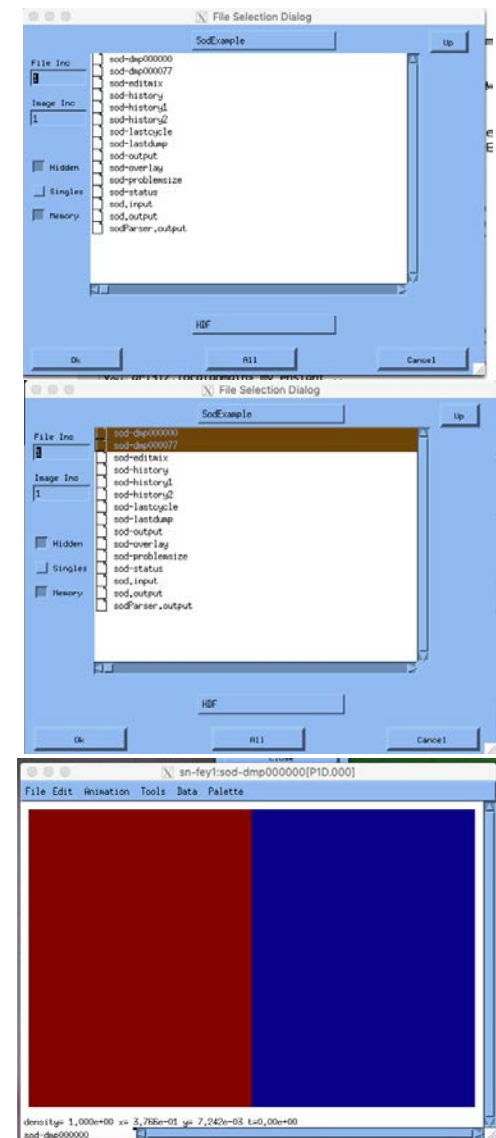 File Selection Dialog
SodExample
Up
File Inc
1
Image Inc
1
Hidden
Singles
Memory
sod-dmp000000
sod-dmp000077
sod-editmix
sod-history
sod-history1
sod-history2
sod-lastcycle
sod-lastdump
sod-output
sod-overlay
sod-problemsize
sod-status
sod.input
sod.output
sodParser.output
HDF
Ok
All
Cancel
File Selection Dialog
SodExample
Up
File Inc
1
Image Inc
1
Hidden
Singles
Memory
sod-dmp000000
sod-dmp000077
sod-editmix
sod-history
sod-history1
sod-history2
sod-lastcycle
sod-lastdump
sod-output
sod-overlay
sod-problemsize
sod-status
sod.input
sod.output
sodParser.output
HDF
Ok
All
Cancel
sn-fey1:sod-dmp000000[P1D.000]
File Edit Animation Tools Data Palette
density= 1.000e+00 x= 3.766e-01 y= 7.242e-03 t=0.00e+00
sod-dmp000000